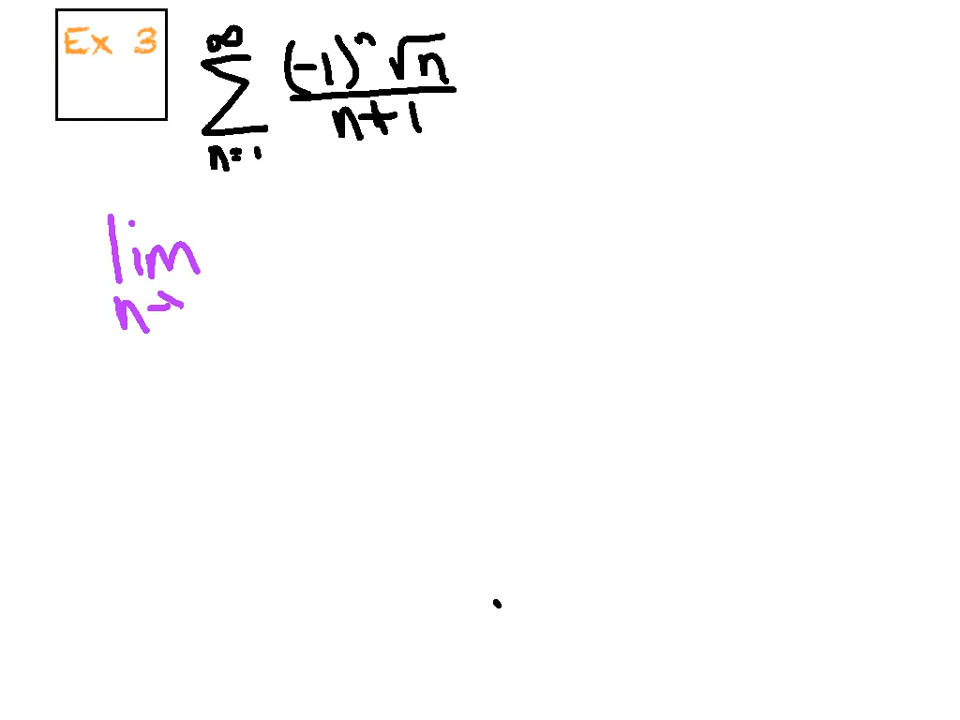 Ex 3
∞
∑ (-1)^n √n
n+1
n=1
lim
n→